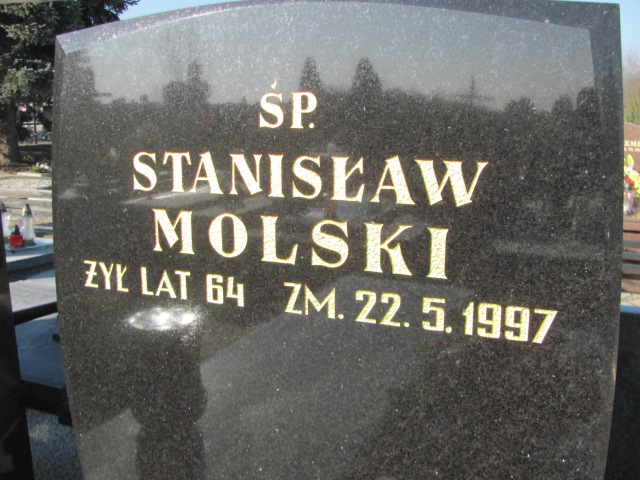 ŚP.
STANISŁAW
MOLSKI
ŻYŁ LAT 64 ZM. 22. 5. 1997